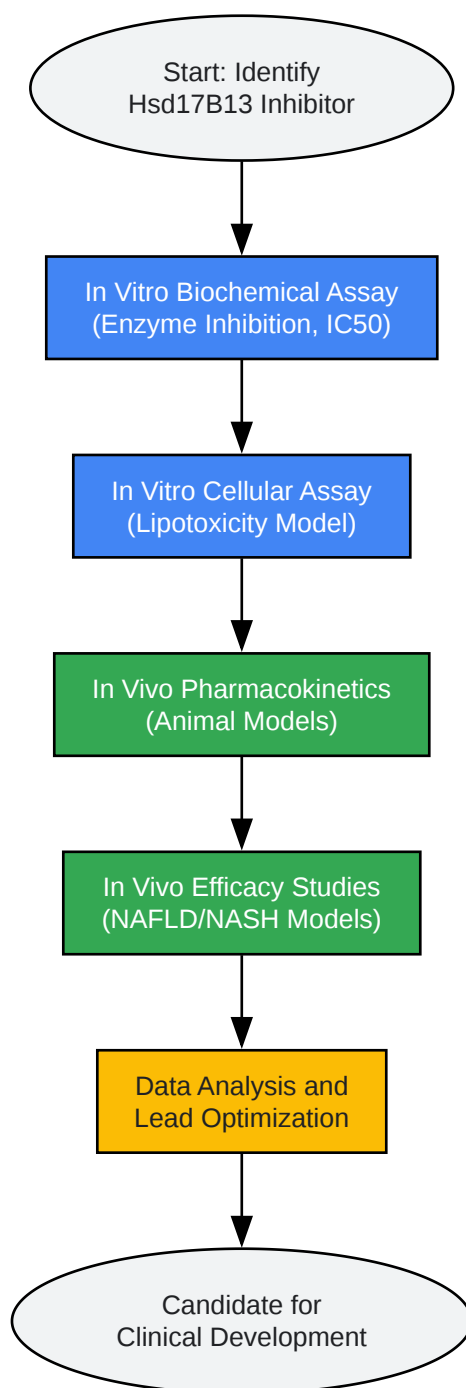 Start: Identify
Hsd17B13 Inhibitor
In Vitro Biochemical Assay
(Enzyme Inhibition, IC50)
In Vitro Cellular Assay
(Lipotoxicity Model)
In Vivo Pharmacokinetics
(Animal Models)
In Vivo Efficacy Studies
(NAFLD/NASH Models)
Data Analysis and
Lead Optimization
Candidate for
Clinical Development